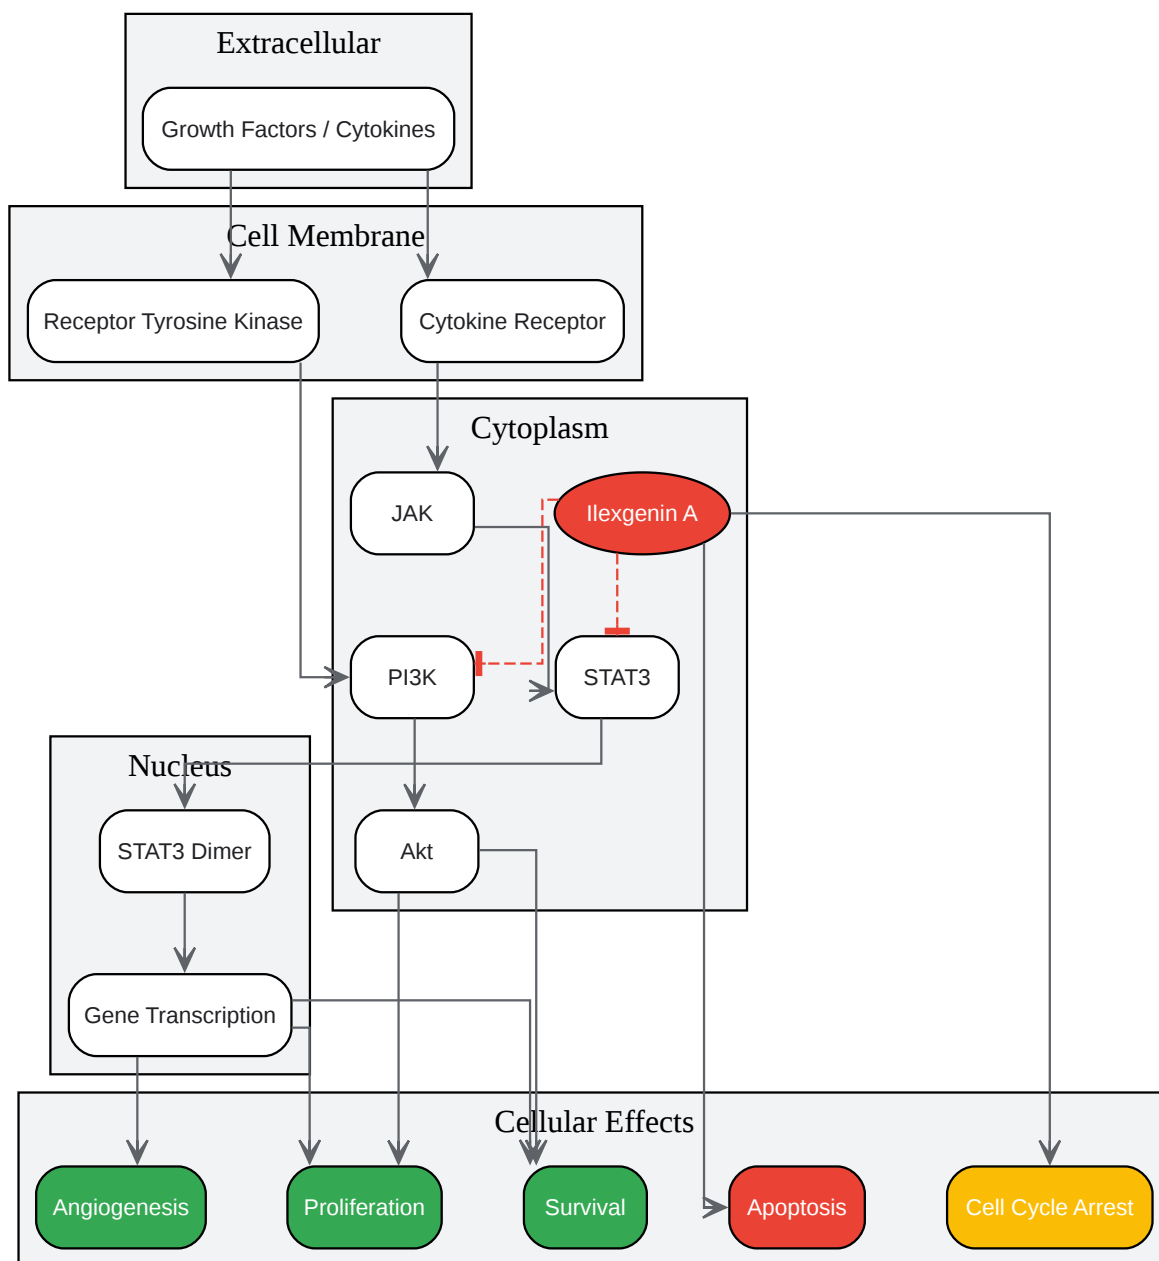 Extracellular
Growth Factors / Cytokines
Cell Membrane
Receptor Tyrosine Kinase
Cytokine Receptor
Cytoplasm
JAK
Ilexgenin A
PI3K
STAT3
Nucleus
STAT3 Dimer
Akt
Gene Transcription
Cellular Effects
Angiogenesis
Proliferation
Survival
Apoptosis
Cell Cycle Arrest